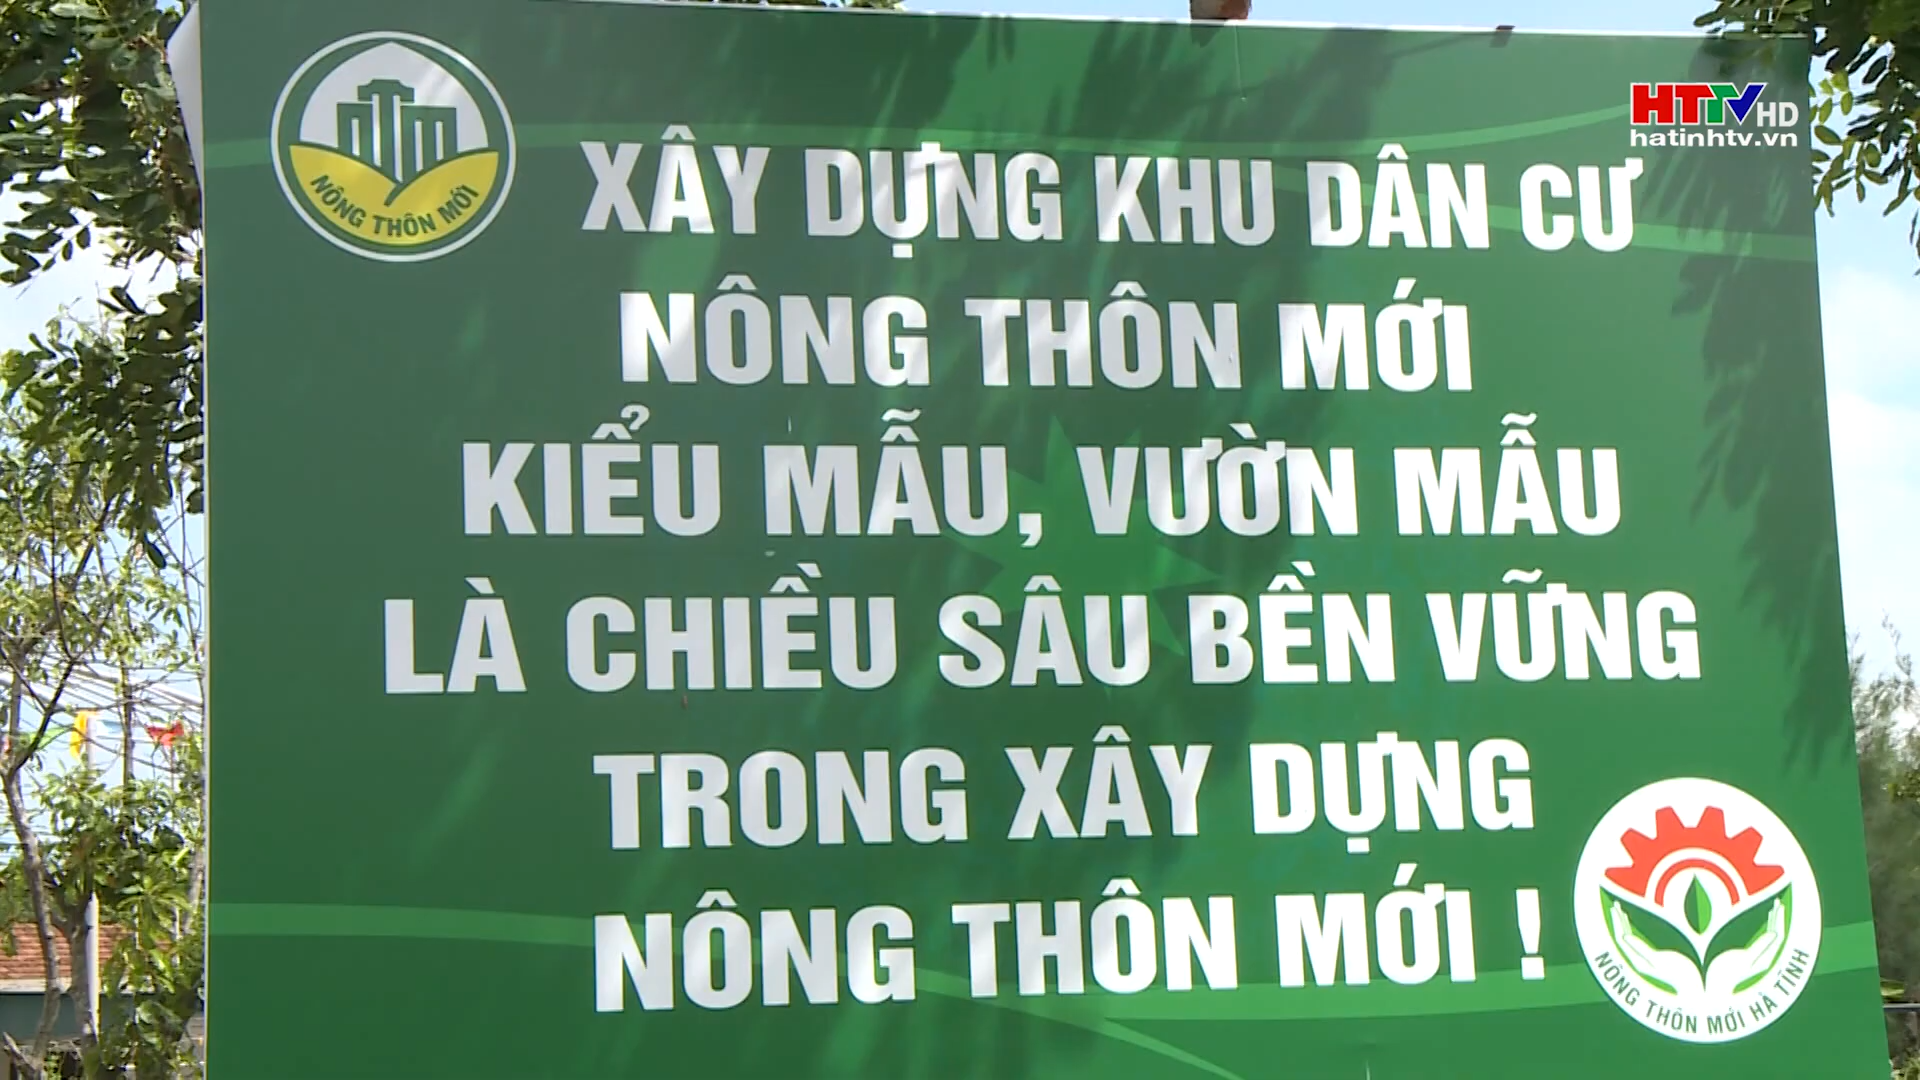 HTTV HD
hatinhtv.vn
NTM
NÔNG THÔN MỚI
XÂY DỰNG KHU DÂN CƯ
NÔNG THÔN MỚI
KIỂU MẪU, VƯỜN MẪU
LÀ CHIỀU SÂU BỀN VỮNG
TRONG XÂY DỰNG
NÔNG THÔN MỚI !
NÔNG THÔN MỚI HÀ TĨNH